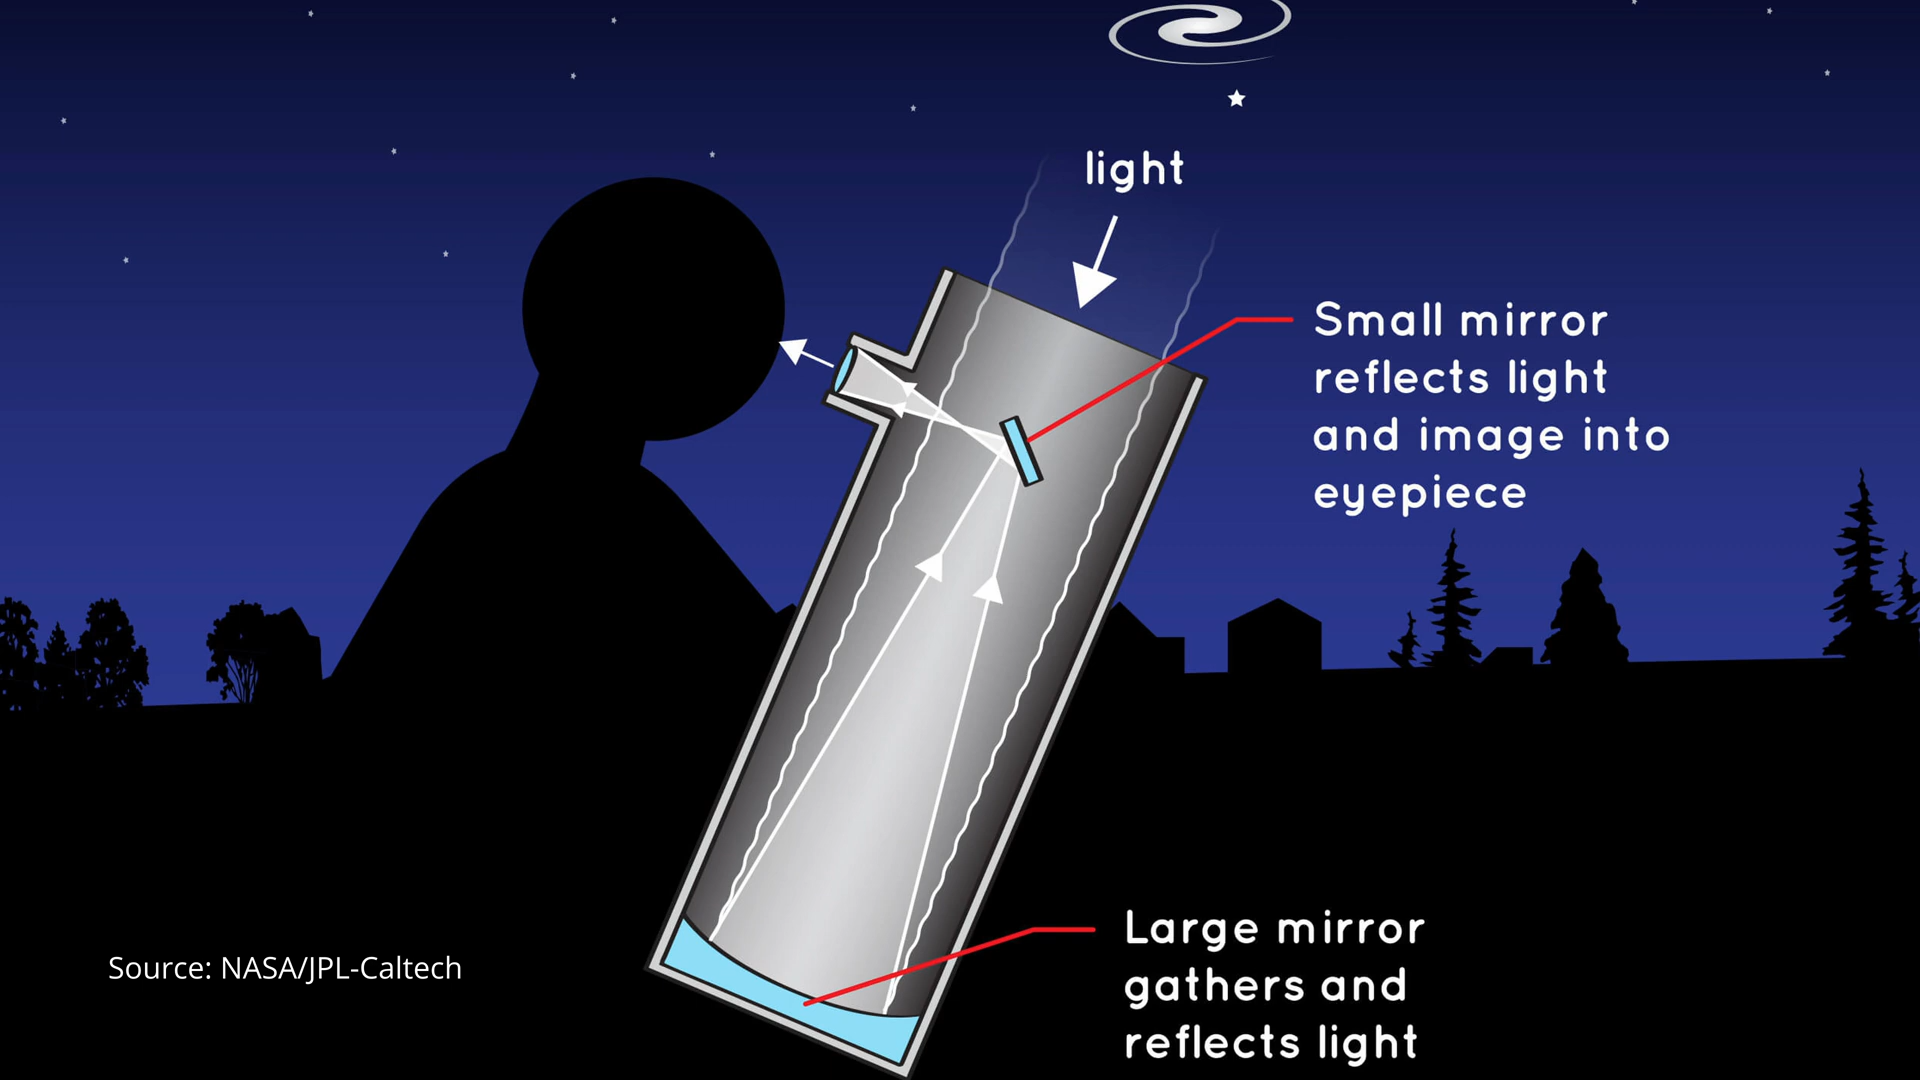 light
Small mirror
reflects light
and image into
eyepiece
Large mirror
gathers and
reflects light
Source: NASA/JPL-Caltech